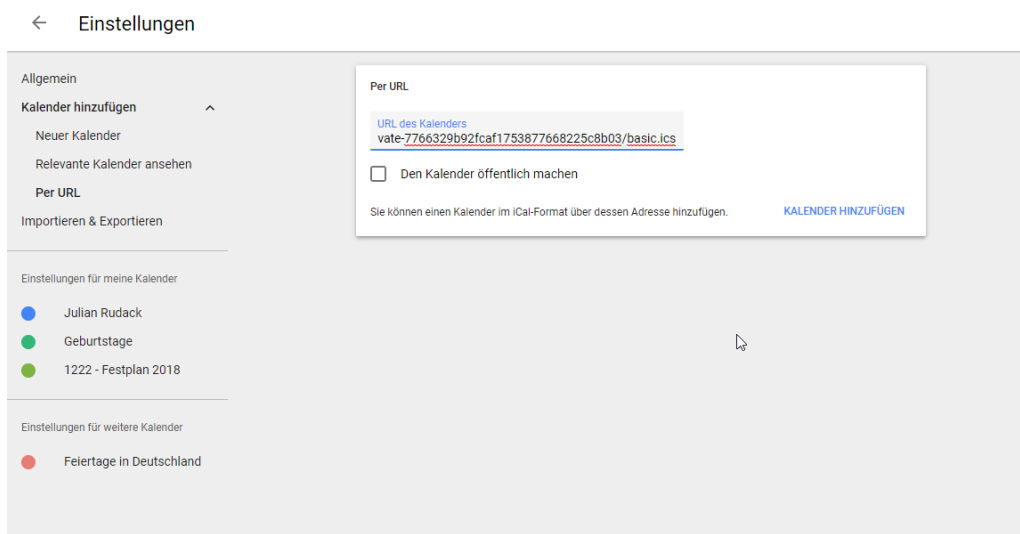 Einstellungen
Allgemein
Kalender hinzufügen
Neuer Kalender
Relevante Kalender ansehen
Per URL
Importieren & Exportieren
Einstellungen für meine Kalender
Julian Rudack
Geburtstage
1222 - Festplan 2018
Einstellungen für weitere Kalender
Feiertage in Deutschland
Per URL
URL des Kalenders
vate-7766329b92fcaf1753877668225c8b03/basic.ics
Den Kalender öffentlich machen
Sie können einen Kalender im iCal-Format über dessen Adresse hinzufügen.
KALENDER HINZUFÜGEN